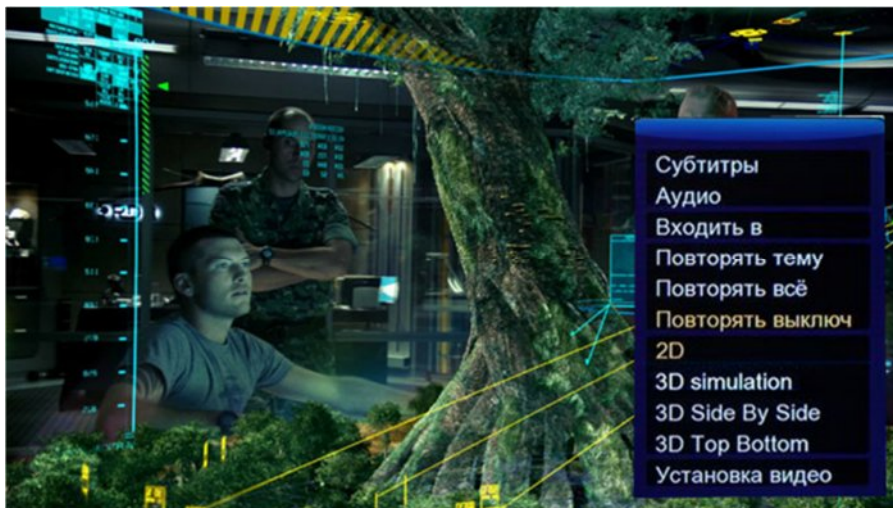 Субтитры
Аудио
Входить в
Повторять тему
Повторять всё
Повторять выключ
2D
3D simulation
3D Side By Side
3D Top Bottom
Установка видео